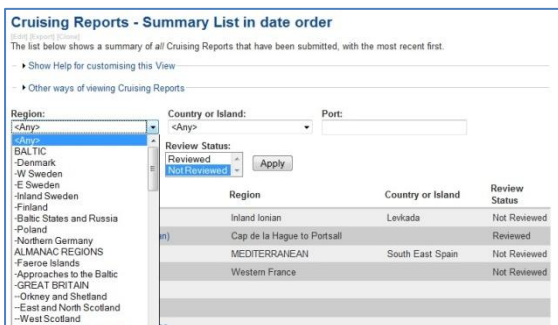 Cruising Reports - Summary List in date order
[Edit] [Export] [Clone]
The list below shows a summary of all Cruising Reports that have been submitted, with the most recent first.
Show Help for customising this View
Other ways of viewing Cruising Reports
Region: Country or Island: Port:
<Any> <Any>
<Any>
BALTIC
-Denmark
-W Sweden
-E Sweden
-Inland Sweden
-Finland
-Baltic States and Russia
-Poland
-Northern Germany
ALMANAC REGIONS
-Faeroe Islands
-Approaches to the Baltic
-GREAT BRITAIN
--Orkney and Shetland
--East and North Scotland
--West Scotland
Review Status:
Reviewed
Not Reviewed
Apply
Region Country or Island Review Status
Inland Ionian Levkada Not Reviewed
an) Cap de la Hague to Portsall Reviewed
MEDITERRANEAN South East Spain Not Reviewed
Western France Not Reviewed